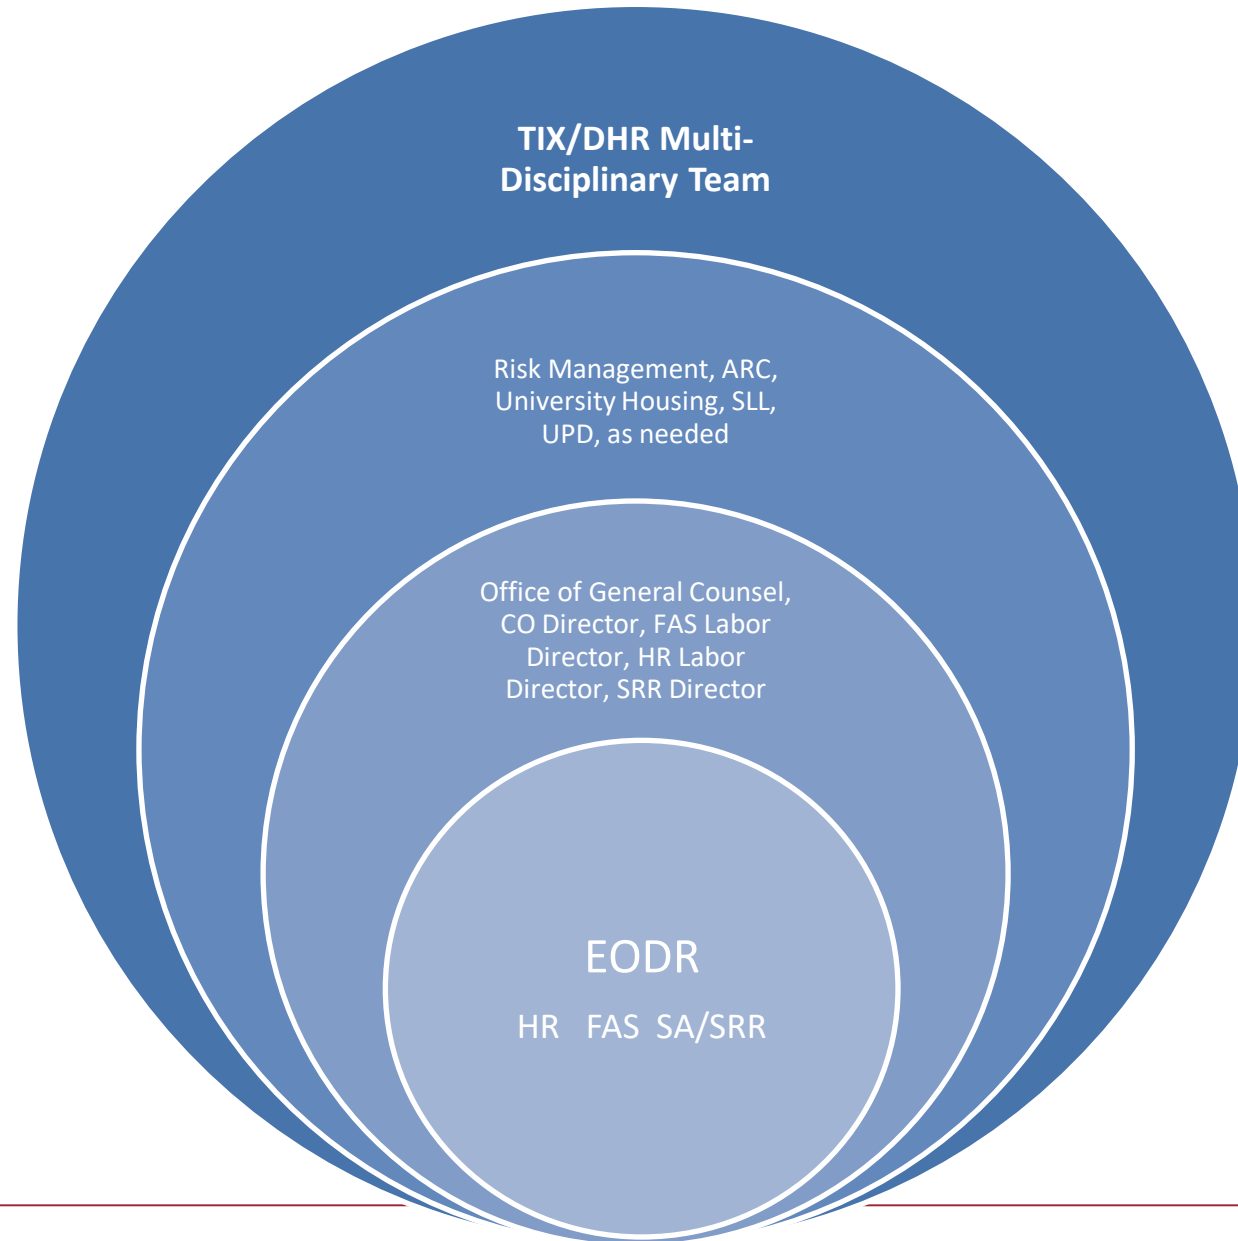 TIX/DHR Multi-
Disciplinary Team
Risk Management, ARC,
University Housing, SLL,
UPD, as needed
Office of General Counsel,
CO Director, FAS Labor
Director, HR Labor
Director, SRR Director
EODR
HR FAS SA/SRR